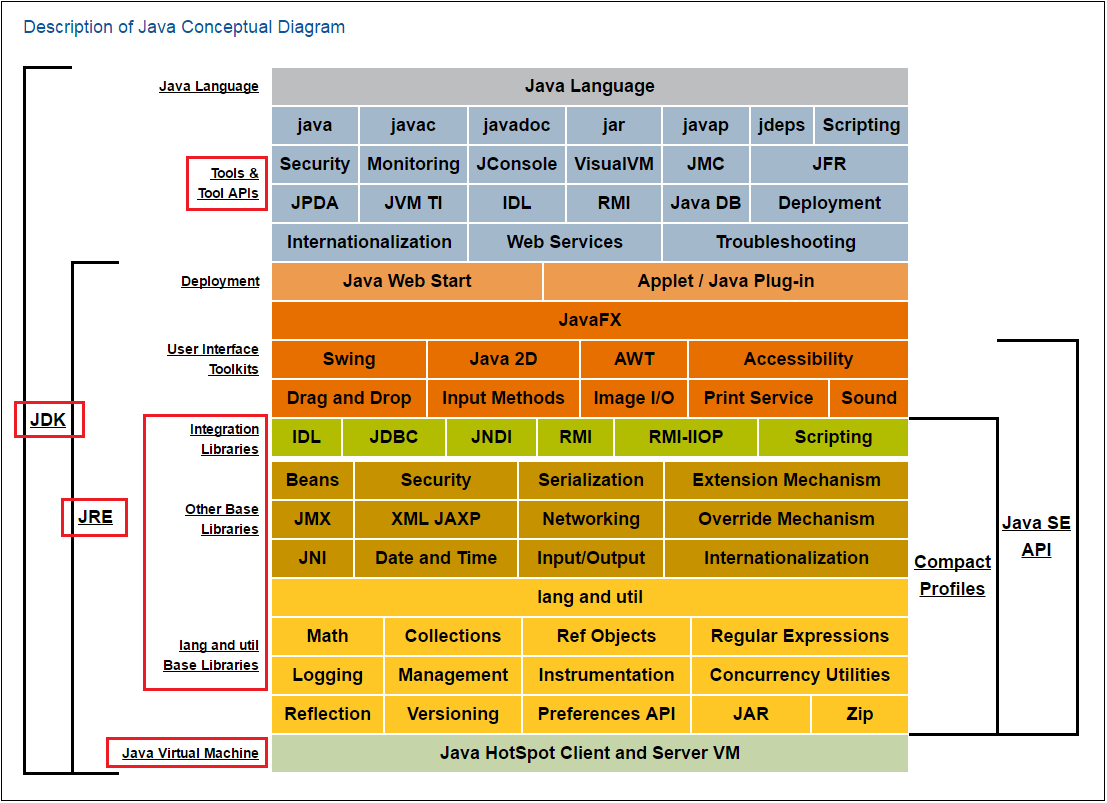 Description of Java Conceptual Diagram
Java Language
Java Language
java javac javadoc jar javap jdeps Scripting
Security Monitoring JConsole VisualVM JMC JFR
Tools &
Tool APIs
JPDA JVM TI IDL RMI Java DB Deployment
Internationalization Web Services Troubleshooting
Deployment
Java Web Start Applet / Java Plug-in
JavaFX
User Interface
Toolkits
Swing Java 2D AWT Accessibility
Drag and Drop Input Methods Image I/O Print Service Sound
JDK
Integration
Libraries
IDL JDBC JNDI RMI RMI-IIOP Scripting
Beans Security Serialization Extension Mechanism
JRE
Other Base
Libraries
JMX XML JAXP Networking Override Mechanism
Java SE
API
JNI Date and Time Input/Output Internationalization
Compact
Profiles
lang and util
lang and util
Base Libraries
Math Collections Ref Objects Regular Expressions
Logging Management Instrumentation Concurrency Utilities
Reflection Versioning Preferences API JAR Zip
Java Virtual Machine
Java HotSpot Client and Server VM